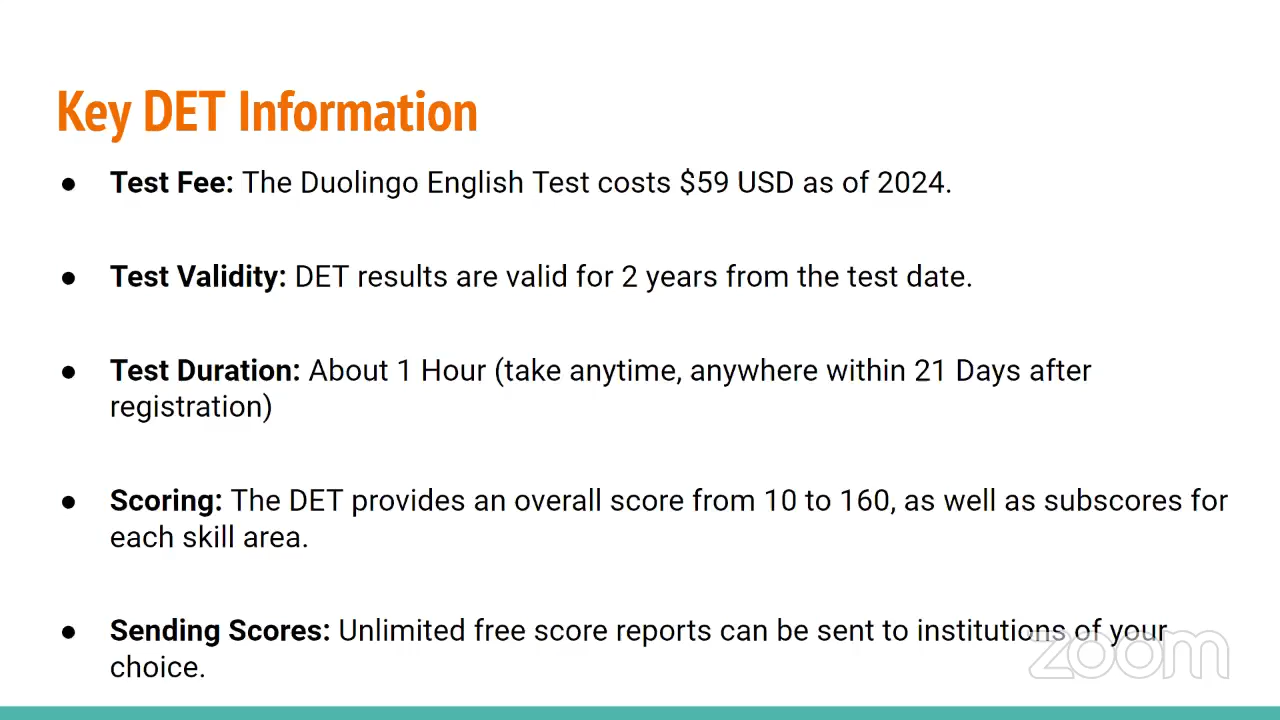 Key DET Information
● Test Fee: The Duolingo English Test costs $59 USD as of 2024.
● Test Validity: DET results are valid for 2 years from the test date.
● Test Duration: About 1 Hour (take anytime, anywhere within 21 Days after
registration)
● Scoring: The DET provides an overall score from 10 to 160, as well as subscores for
each skill area.
● Sending Scores: Unlimited free score reports can be sent to institutions of your
choice.
zoom